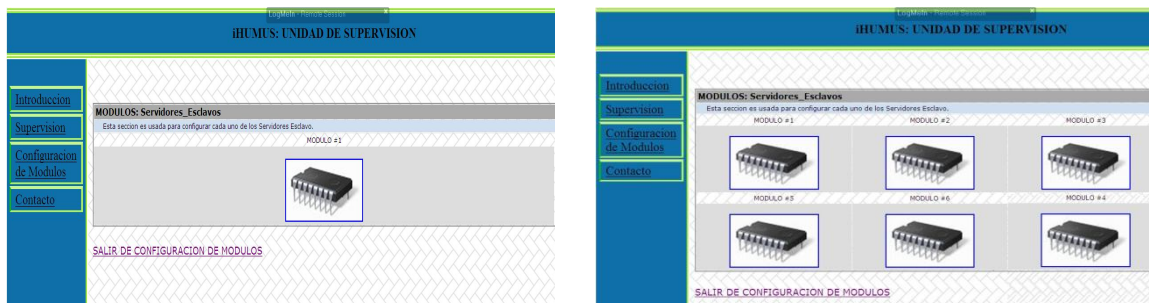 LogMeIn - Remote Session
iHUMUS: UNIDAD DE SUPERVISION
Introduccion
Supervision
Configuracion
de Modulos
Contacto
MODULOS: Servidores_Esclavos
Esta seccion es usada para configurar cada uno de los Servidores Esclavo.
MODULO #1
SALIR DE CONFIGURACION DE MODULOS
LogMeIn - Remote Session
iHUMUS: UNIDAD DE SUPERVISION
Introduccion
Supervision
Configuracion
de Modulos
Contacto
MODULOS: Servidores_Esclavos
Esta seccion es usada para configurar cada uno de los Servidores Esclavo.
MODULO #1 MODULO #2 MODULO #3
MODULO #5 MODULO #6 MODULO #4
SALIR DE CONFIGURACION DE MODULOS